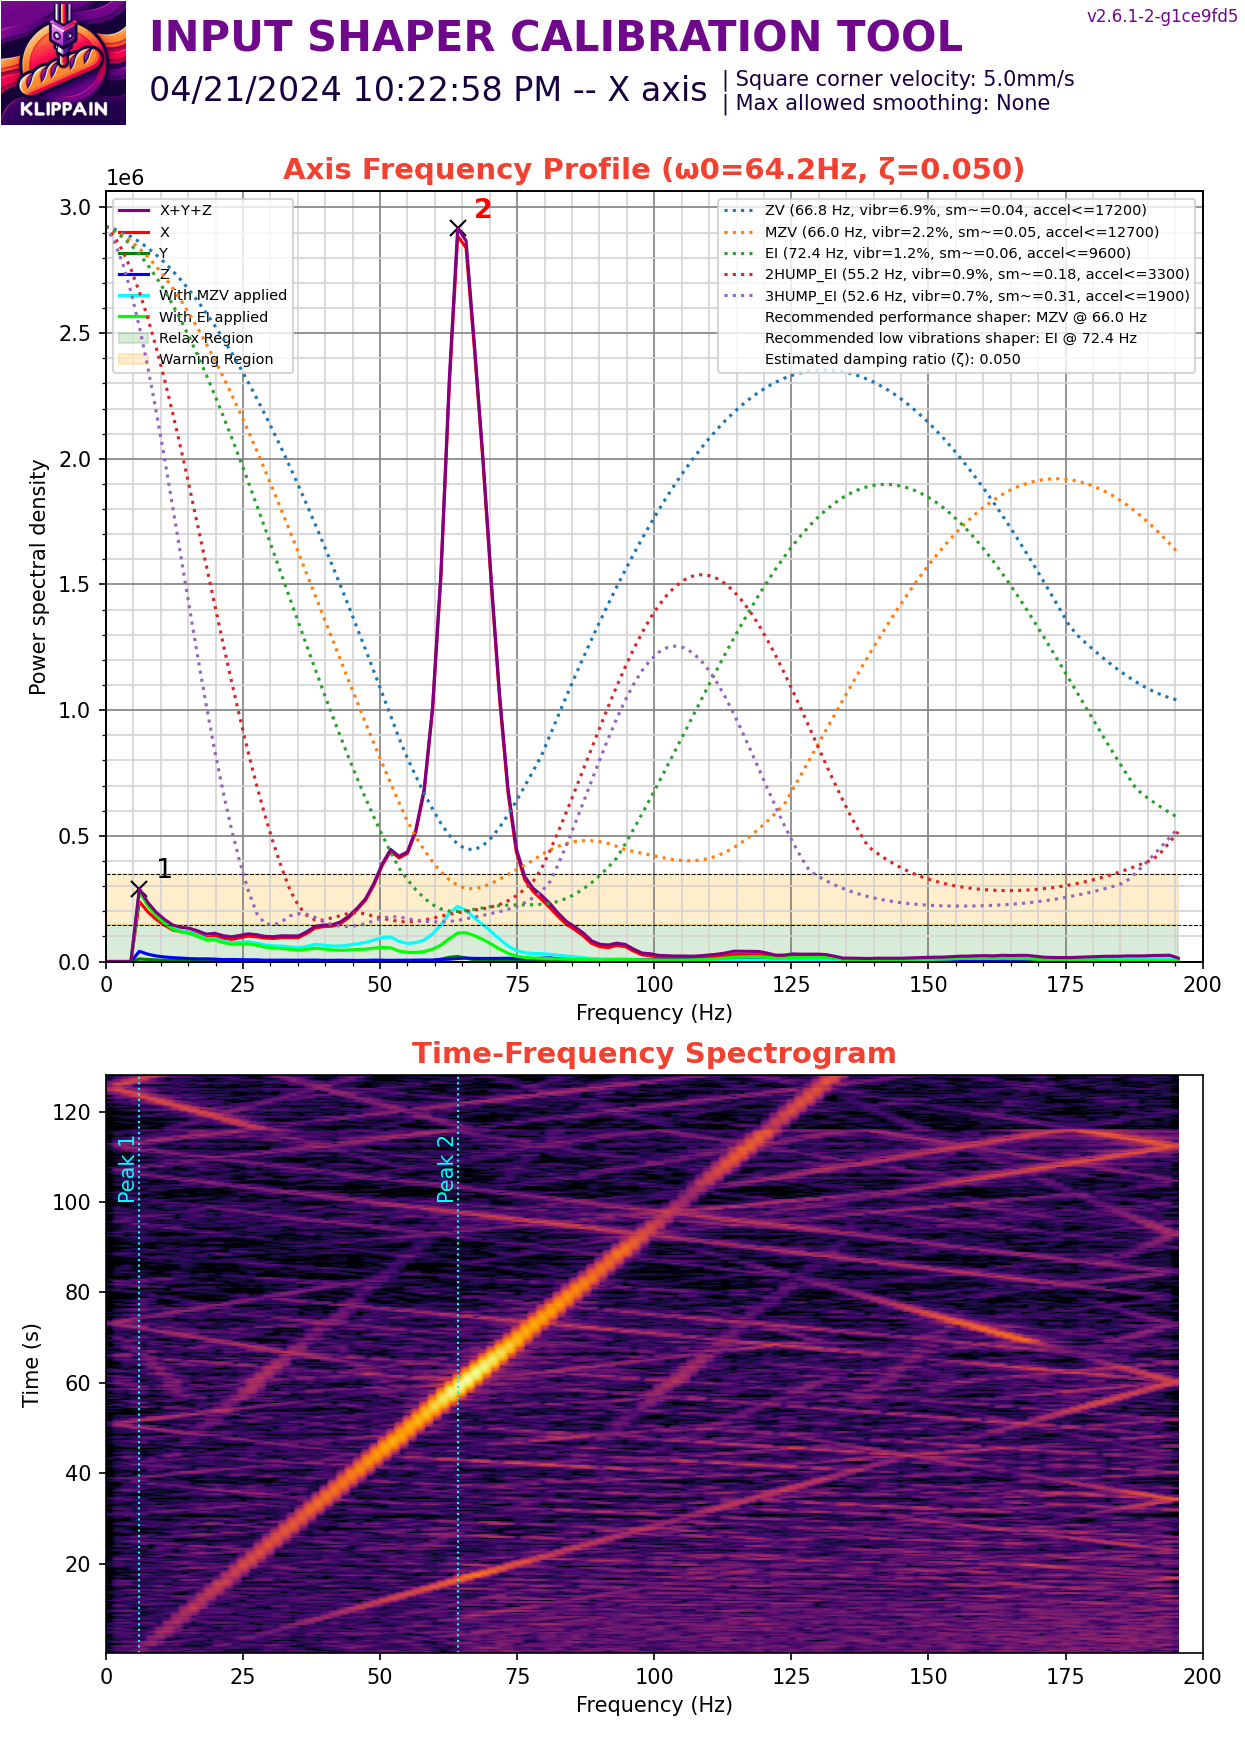 v2.6.1-2-g1ce9fd5
INPUT SHAPER CALIBRATION TOOL
04/21/2024 10:22:58 PM -- X axis
| Square corner velocity: 5.0mm/s
| Max allowed smoothing: None
KLIPPAIN
Axis Frequency Profile (ω0=64.2Hz, ζ=0.050)
1e6
X+Y+Z
X
Y
Z
With MZV applied
With EI applied
Relax Region
Warning Region
2
ZV (66.8 Hz, vibr=6.9%, sm~=0.04, accel<=17200)
MZV (66.0 Hz, vibr=2.2%, sm~=0.05, accel<=12700)
EI (72.4 Hz, vibr=1.2%, sm~=0.06, accel<=9600)
2HUMP_EI (55.2 Hz, vibr=0.9%, sm~=0.18, accel<=3300)
3HUMP_EI (52.6 Hz, vibr=0.7%, sm~=0.31, accel<=1900)
Recommended performance shaper: MZV @ 66.0 Hz
Recommended low vibrations shaper: EI @ 72.4 Hz
Estimated damping ratio (ζ): 0.050
3.0
2.5
2.0
1.5
1.0
0.5
0.0
Power spectral density
1
0 25 50 75 100 125 150 175 200
Frequency (Hz)
Time-Frequency Spectrogram
120
100
80
60
40
20
Time (s)
Peak 1
Peak 2
0 25 50 75 100 125 150 175 200
Frequency (Hz)